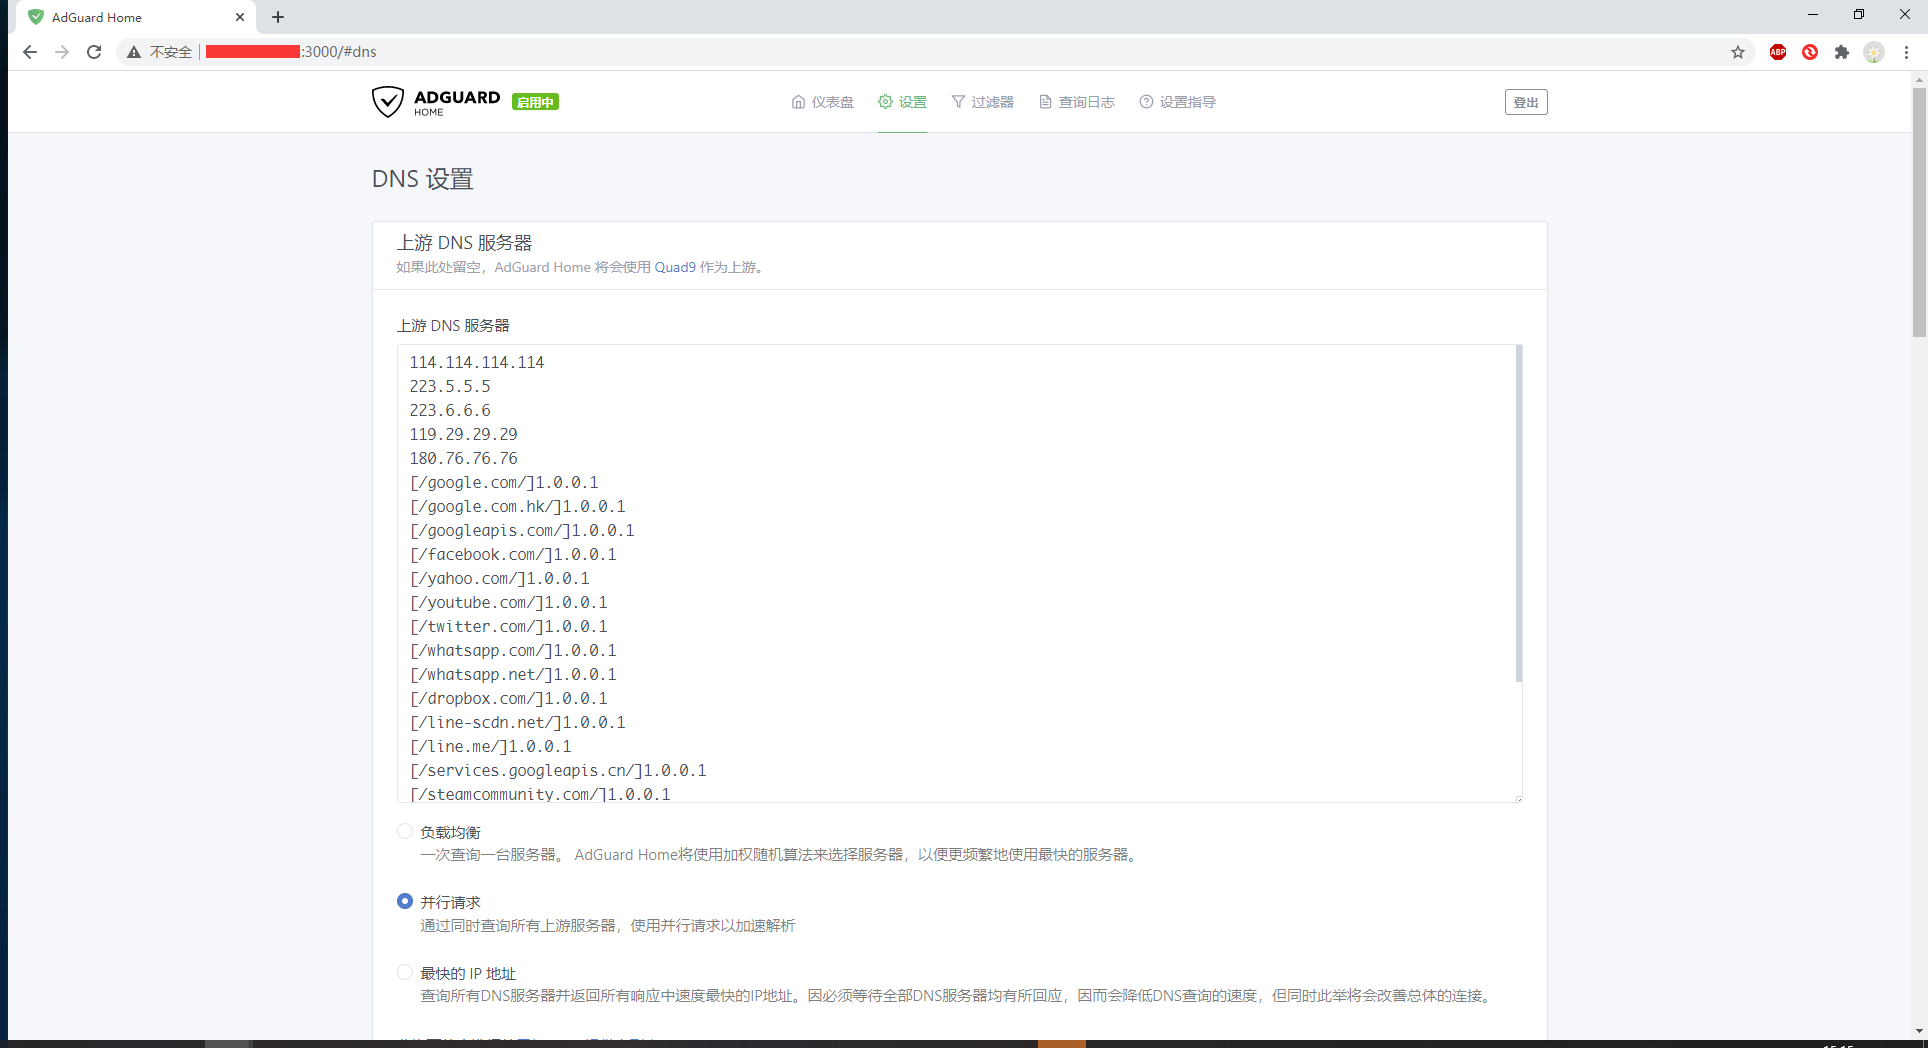 AdGuard Home
不安全
:3000/#dns
ABP
ADGUARD
HOME
启用中
仪表盘
设置
过滤器
查询日志
设置指导
登出
DNS 设置
上游 DNS 服务器
如果此处留空，AdGuard Home 将会使用 Quad9 作为上游。
上游 DNS 服务器
114.114.114.114
223.5.5.5
223.6.6.6
119.29.29.29
180.76.76.76
[/google.com/]1.0.0.1
[/google.com.hk/]1.0.0.1
[/googleapis.com/]1.0.0.1
[/facebook.com/]1.0.0.1
[/yahoo.com/]1.0.0.1
[/youtube.com/]1.0.0.1
[/twitter.com/]1.0.0.1
[/whatsapp.com/]1.0.0.1
[/whatsapp.net/]1.0.0.1
[/dropbox.com/]1.0.0.1
[/line-scdn.net/]1.0.0.1
[/line.me/]1.0.0.1
[/services.googleapis.cn/]1.0.0.1
[/steamcommunity.com/]1.0.0.1
负载均衡
一次查询一台服务器。 AdGuard Home将使用加权随机算法来选择服务器，以便更频繁地使用最快的服务器。
并行请求
通过同时查询所有上游服务器，使用并行请求以加速解析
最快的 IP 地址
查询所有DNS服务器并返回所有响应中速度最快的IP地址。因必须等待全部DNS服务器均有所回应，因而会降低DNS查询的速度，但同时此举将会改善总体的连接。